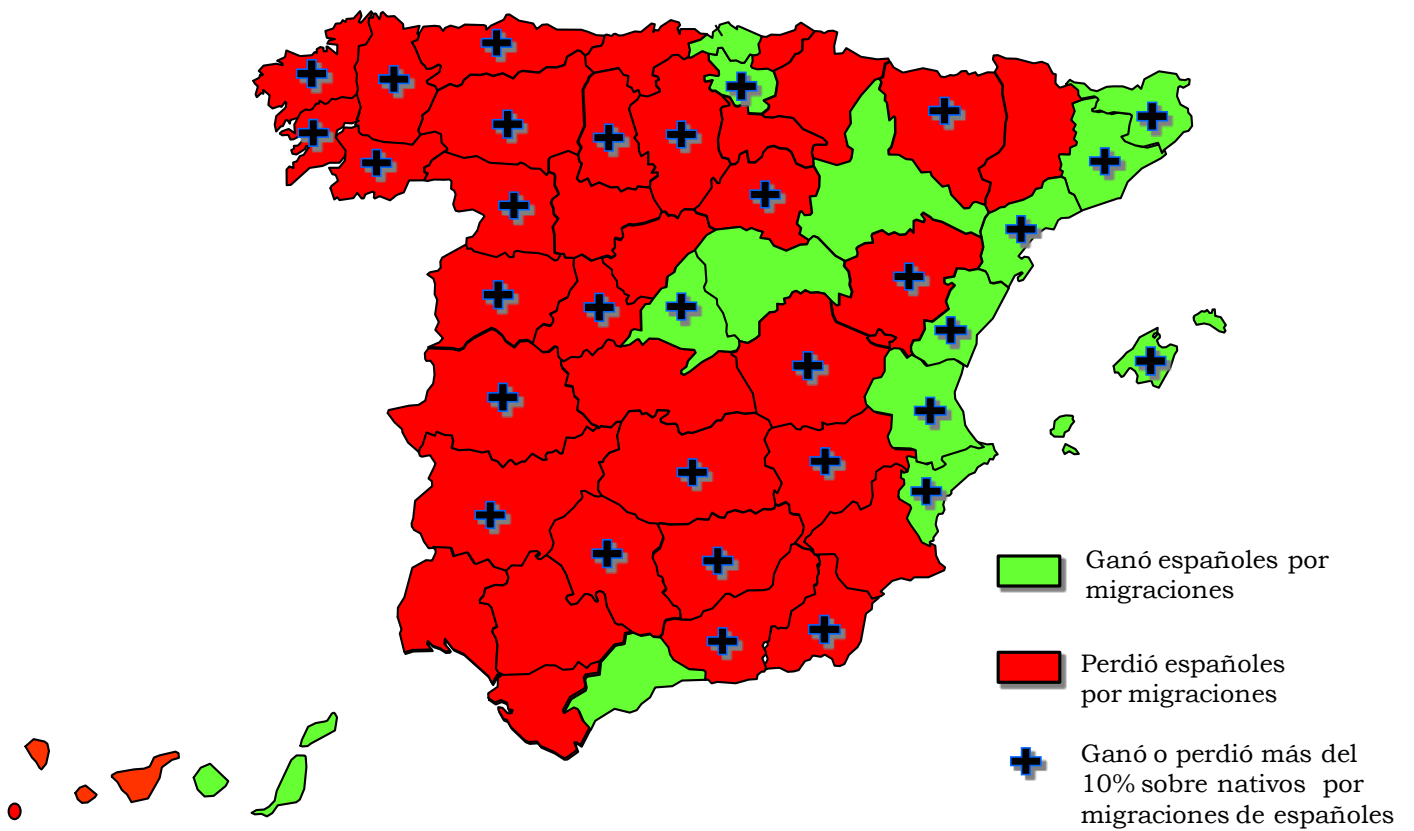 Ganó españoles por
migraciones
Perdió españoles
por migraciones
Ganó o perdió más del
10% sobre nativos por
migraciones de españoles